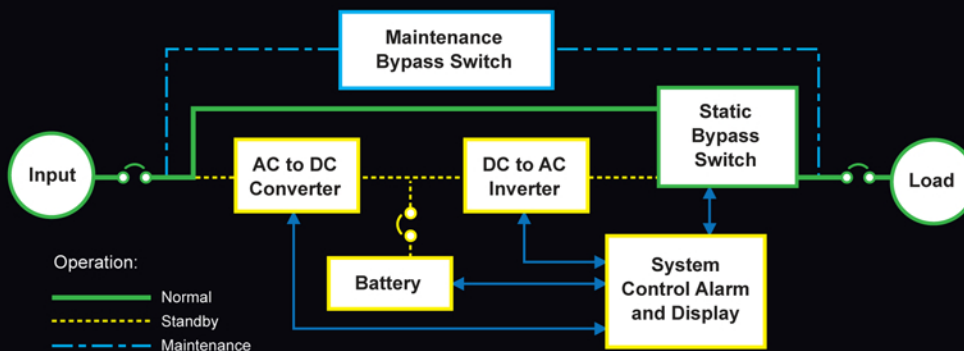 Maintenance
Bypass Switch
Static
Bypass
Switch
Input
AC to DC
Converter
DC to AC
Inverter
Load
Battery
System
Control Alarm
and Display
Operation:
Normal
Standby
Maintenance